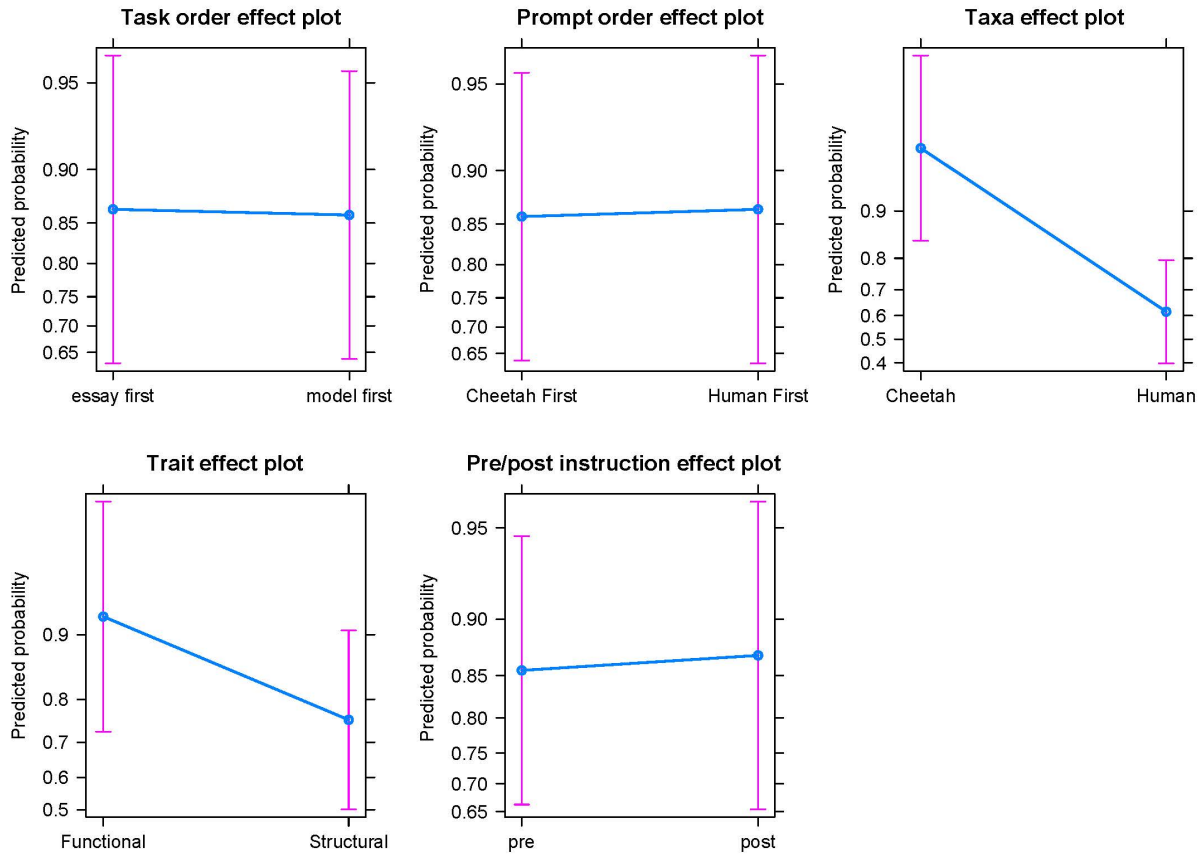 Task order effect plot
Predicted probability
0.95
0.90
0.85
0.80
0.75
0.70
0.65
essay first
model first
Prompt order effect plot
Predicted probability
0.95
0.90
0.85
0.80
0.75
0.70
0.65
Cheetah First
Human First
Taxa effect plot
Predicted probability
0.9
0.8
0.7
0.6
0.5
0.4
Cheetah
Human
Trait effect plot
Predicted probability
0.9
0.8
0.7
0.6
0.5
Functional
Structural
Pre/post instruction effect plot
Predicted probability
0.95
0.90
0.85
0.80
0.75
0.70
0.65
pre
post